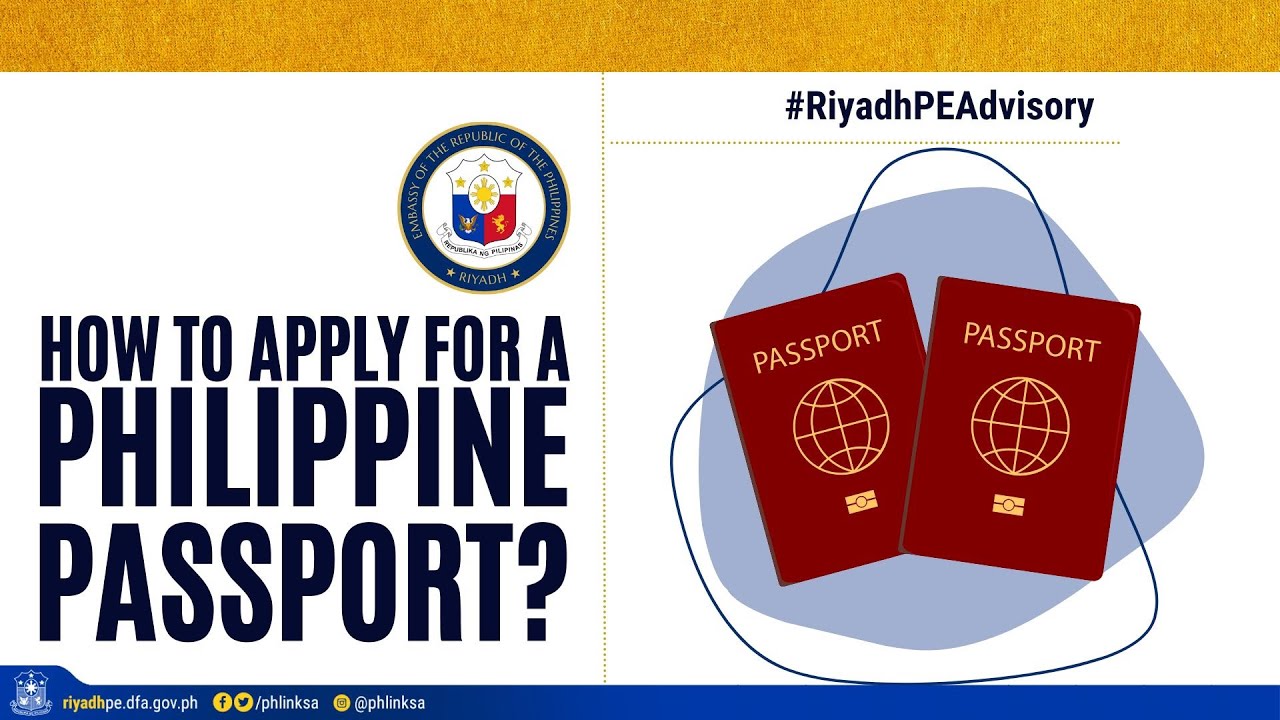 #RiyadhPEAdvisory
EMBASSY OF THE REPUBLIC OF THE PHILIPPINES
REPUBLIKA NG PILIPINAS
★ RIYADH ★
HOW TO APPLY FOR A
PHILIPPINE
PASSPORT?
PASSPORT
PASSPORT
riyadhpe.dfa.gov.ph /phlinksa @phlinksa